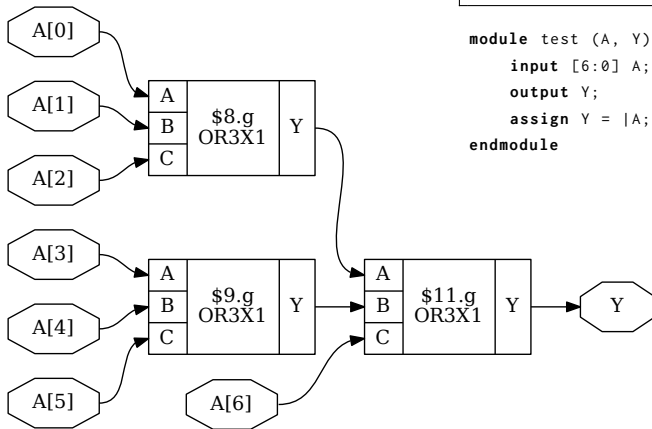 A[0]
A[1]
A[2]
A
B
C
$8.g
OR3X1
Y
module test (A, Y)
input [6:0] A;
output Y;
assign Y = |A;
endmodule
A[3]
A[4]
A[5]
A
B
C
$9.g
OR3X1
Y
A[6]
A
B
C
$11.g
OR3X1
Y
Y